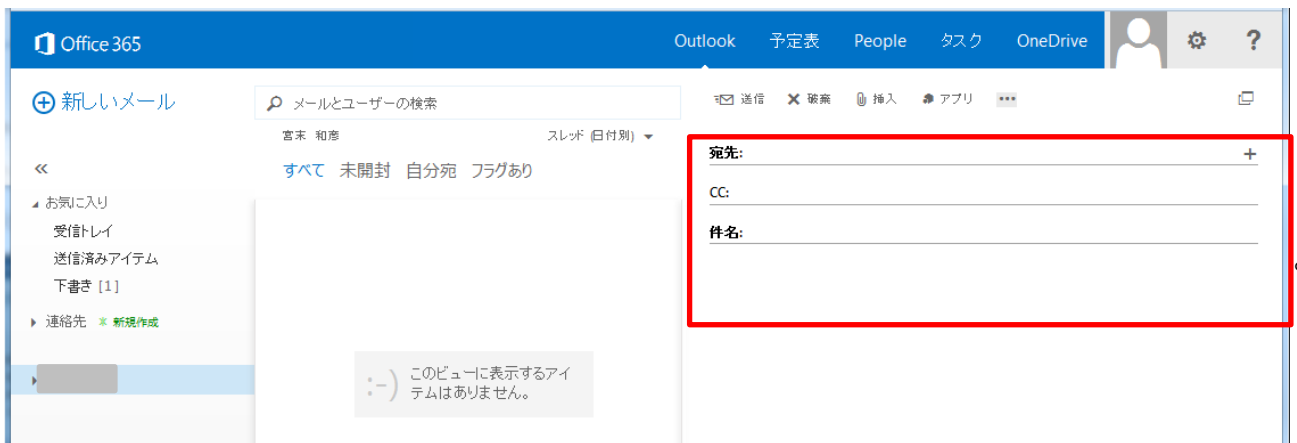 Office 365
Outlook 予定表 People タスク OneDrive ?
新しいメール
メールとユーザーの検索
宮末 和恵
スレッド (日付別)
すべて 未開封 自分宛 フラグあり
«
お気に入り
受信トレイ
送信済みアイテム
下書き [1]
連絡先 新規作成
:-)
このビューに表示するアイ
テムはありません。
送信 破棄 挿入 アプリ •••
宛先: +
CC:
件名:
。